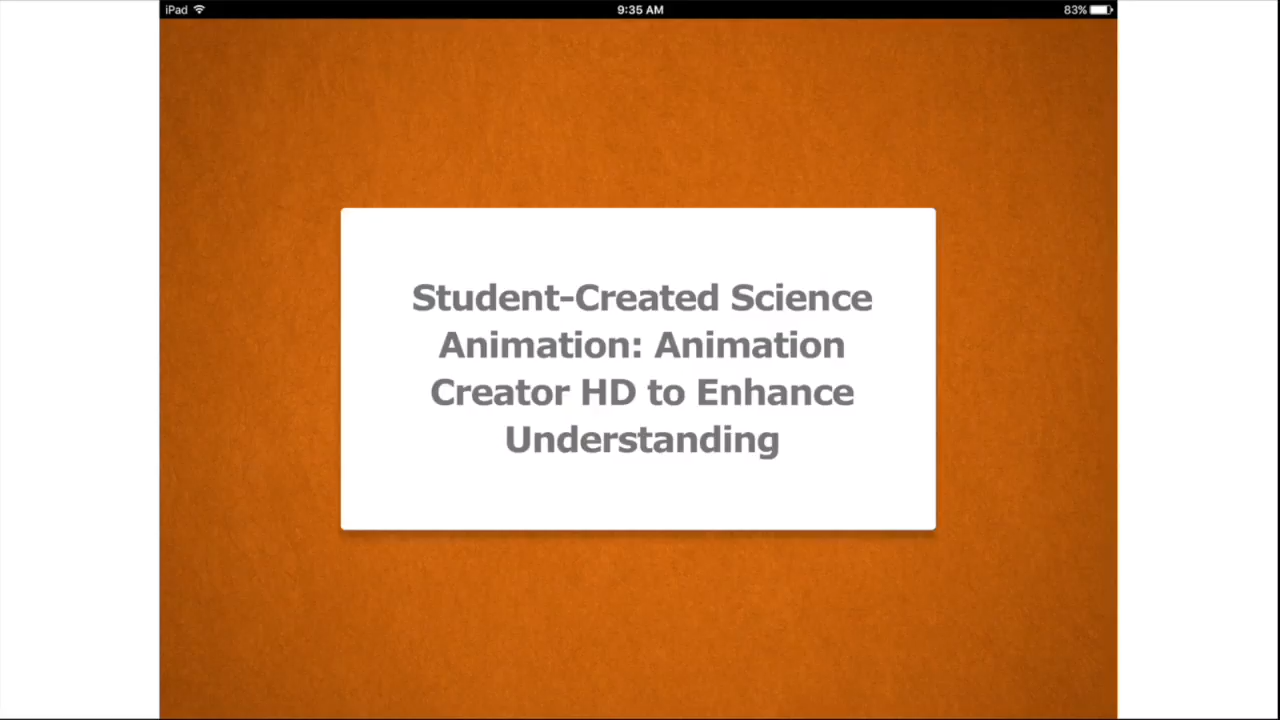 iPad 9:35 AM 83%
Student-Created Science
Animation: Animation
Creator HD to Enhance
Understanding